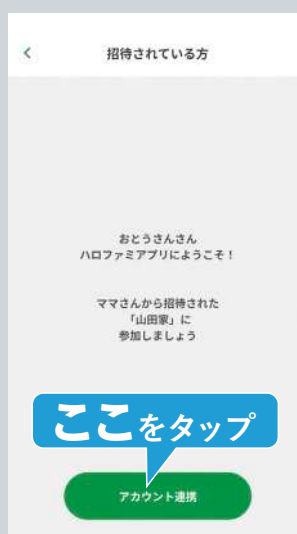 招待されている方
おとうさんさん
ハロファミアプリにようこそ！
ママさんから招待された
「山田家」に
参加しましょう
ここをタップ
アカウント連携